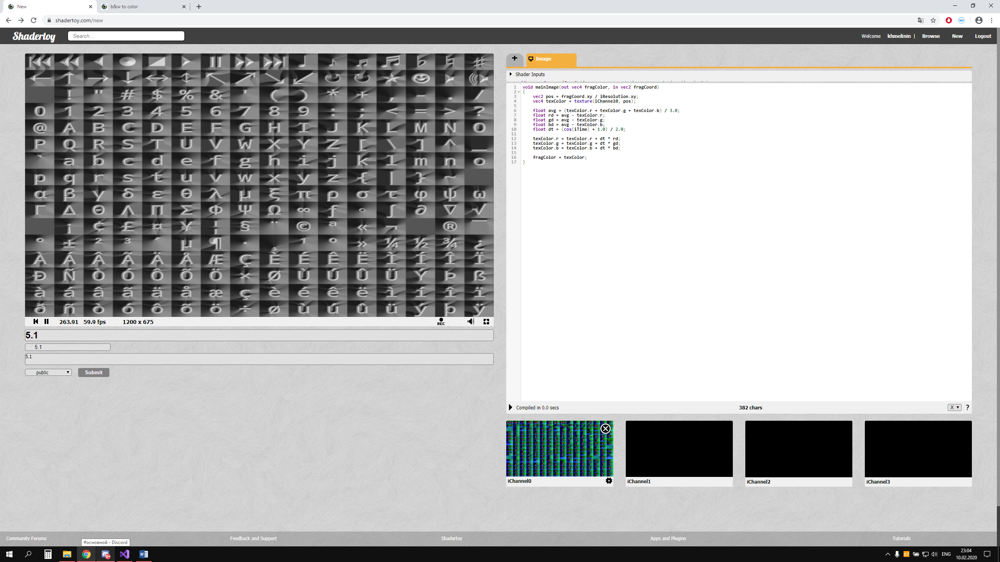 New
b&w to color
shadertoy.com/new
Shadertoy
Search...
Welcome khmelinin | Browse New Logout
! " # $ % & ' ( ) * + , - . /
0 1 2 3 4 5 6 7 8 9 : ; < = > ?
@ A B C D E F G H I J K L M N O
P Q R S T U V W X Y Z [ \ ] ^ _
` a b c d e f g h i j k l m n o
p q r s t u v w x y z { | } ~
α β γ δ ε θ λ μ ξ π ρ σ τ φ ψ ω
Γ Δ Θ Λ Π Σ Φ Ψ Ω ∞ ƒ • ∫ ∂ ∇ √
¡ ¢ £ ¤ ¥ ¦ § ¨ © ª « ¬ ® ¯
° ± ² ³ ´ µ ¶ · ¸ ¹ º » ¼ ½ ¾ ¿
À Á Â Ã Ä Å Æ Ç È É Ê Ë Ì Í Î Ï
Ð Ñ Ò Ó Ô Õ Ö × Ø Ù Ú Û Ü Ý Þ ß
à á â ã ä å æ ç è é ê ë ì í î ï
ð ñ ò ó ô õ ö ÷ ø ù ú û ü ý þ ÿ
263.91 59.9 fps 1200 x 675 REC
5.1
5.1
5.1
public Submit
+ Image
Shader Inputs
1 void mainImage(out vec4 fragColor, in vec2 fragCoord)
2 {
3 vec2 pos = fragCoord.xy / iResolution.xy;
4 vec4 texColor = texture(iChannel0, pos);
5
6 float avg = (texColor.r + texColor.g + texColor.b) / 3.0;
7 float rd = avg - texColor.r;
8 float gd = avg - texColor.g;
9 float bd = avg - texColor.b;
10 float dt = (cos(iTime) + 1.0) / 2.0;
11
12 texColor.r = texColor.r + dt * rd;
13 texColor.g = texColor.g + dt * gd;
14 texColor.b = texColor.b + dt * bd;
15
16 fragColor = texColor;
17 }
Compiled in 0.0 secs 382 chars X ?
iChannel0 iChannel1 iChannel2 iChannel3
Community Forums Feedback and Support Shadertoy Apps and Plugins Tutorials
#основной - Discord
9+
67 ENG 23:04
10.02.2020